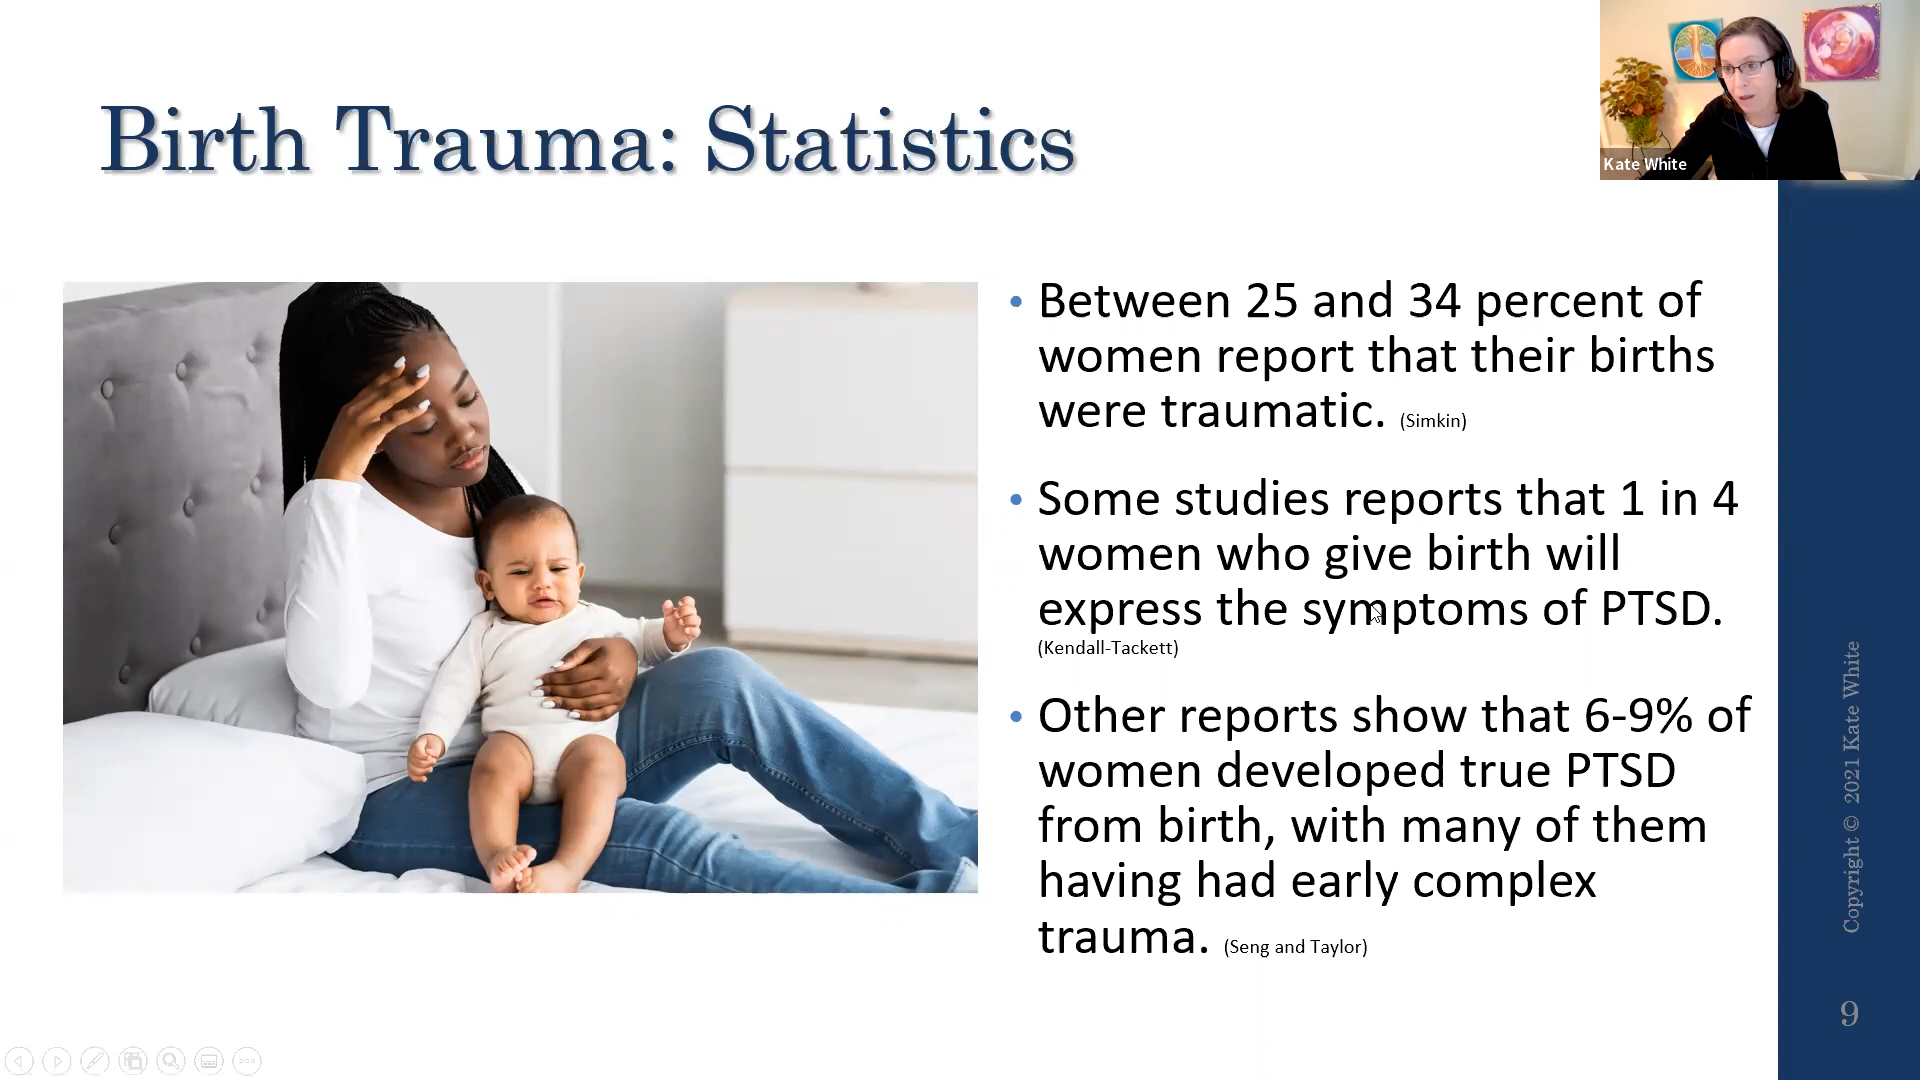 Birth Trauma: Statistics
Kate White
• Between 25 and 34 percent of
women report that their births
were traumatic. (Simkin)
• Some studies reports that 1 in 4
women who give birth will
express the symptoms of PTSD.
(Kendall-Tackett)
• Other reports show that 6-9% of
women developed true PTSD
from birth, with many of them
having had early complex
trauma. (Seng and Taylor)
Copyright © 2021 Kate White
9